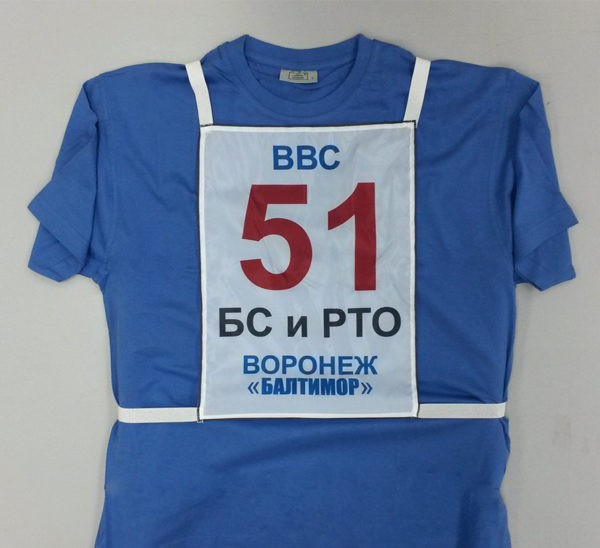 ВВС
51
БС и РТО
ВОРОНЕЖ
«БАЛТИМОР»